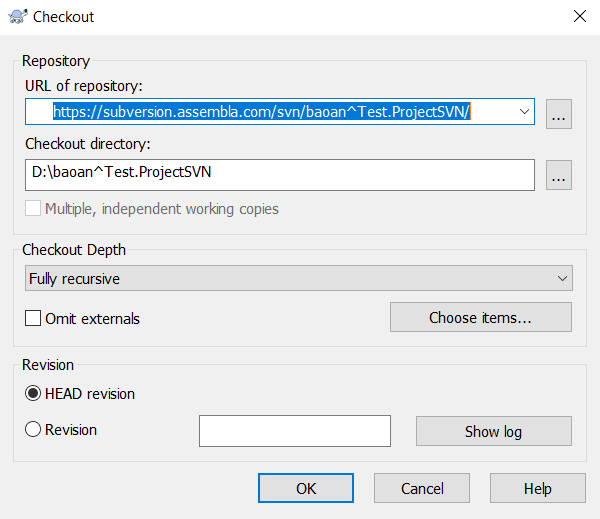 Checkout
Repository
URL of repository:
https://subversion.assembla.com/svn/baoan^Test.ProjectSVN/
...
Checkout directory:
D:\baoan^Test.ProjectSVN
...
Multiple, independent working copies
Checkout Depth
Fully recursive
Omit externals
Choose items...
Revision
HEAD revision
Revision
Show log
OK
Cancel
Help